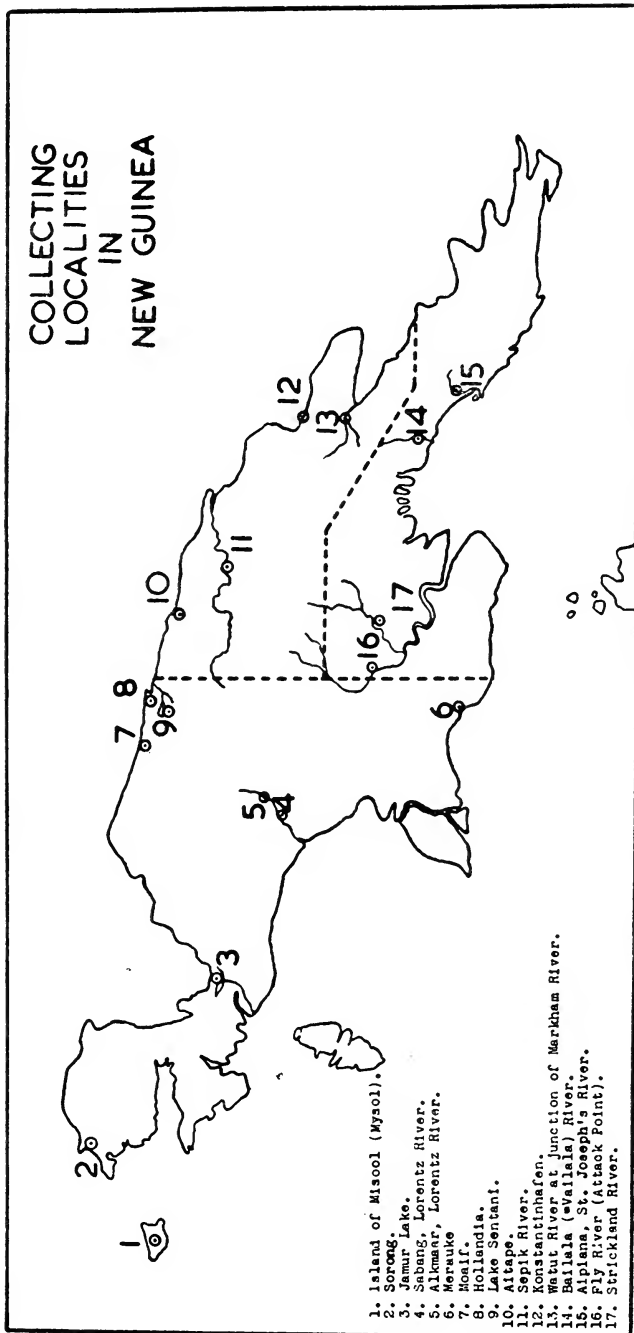 COLLECTING
LOCALITIES
IN
NEW GUINEA
1
2
3
4
5
6
7
8
9
10
11
12
13
14
15
16
17
1. Island of Misool (Mysol).
2. Sorong.
3. Jamur Lake.
4. Sabang, Lorentz River.
5. Alkmaar, Lorentz River.
6. Merauke
7. Moaif.
8. Hollandia.
9. Lake Sentani.
10. Aitape.
11. Sepik River.
12. Konstantinhafen.
13. Watut River at junction of Markham River.
14. Bailala (=Vailala) River.
15. Aipiana, St. Joseph's River.
16. Fly River (Attack Point).
17. Strickland River.